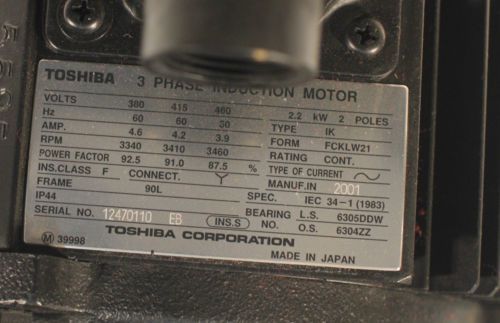 TOSHIBA 3 PHASE INDUCTION MOTOR
VOLTS 380 415 460 2.2 kW 2 POLES
Hz 60 60 50 TYPE IK
AMP. 4.6 4.2 3.9 FORM FCKLW21
RPM 3340 3410 3460 RATING CONT.
POWER FACTOR 92.5 91.0 87.5 % TYPE OF CURRENT
INS.CLASS F CONNECT. Y MANUF.IN 2001
FRAME 90L SPEC. IEC 34-1 (1983)
IP44 BEARING L.S. 6305DDW
SERIAL NO. 12470110 EB INS.S NO. O.S. 6304ZZ
TOSHIBA CORPORATION
M 39998 MADE IN JAPAN